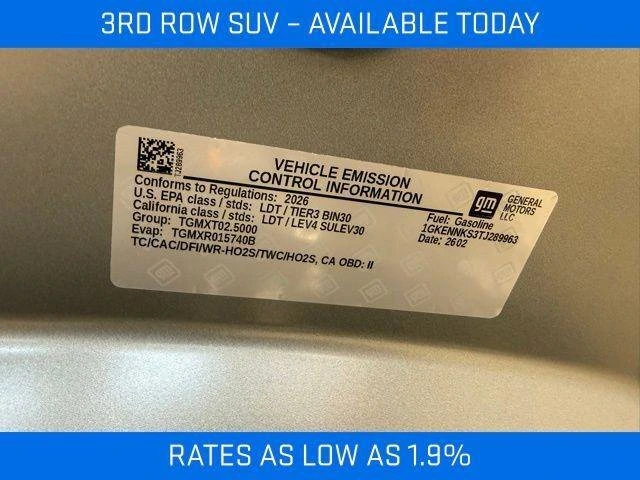 3RD ROW SUV – AVAILABLE TODAY
TJ289963
VEHICLE EMISSION
CONTROL INFORMATION
Conforms to Regulations: 2026
U.S. EPA class / stds: LDT / TIER3 BIN30
California class / stds: LDT / LEV4 SULEV30
Group: TGMXT02.5000
Evap: TGMXR015740B
TC/CAC/DFI/WR-HO2S/TWC/HO2S, CA OBD: II
gm
GENERAL
MOTORS
LLC
Fuel: Gasoline
1GKENNKS3TJ289963
Date: 2602
RATES AS LOW AS 1.9%